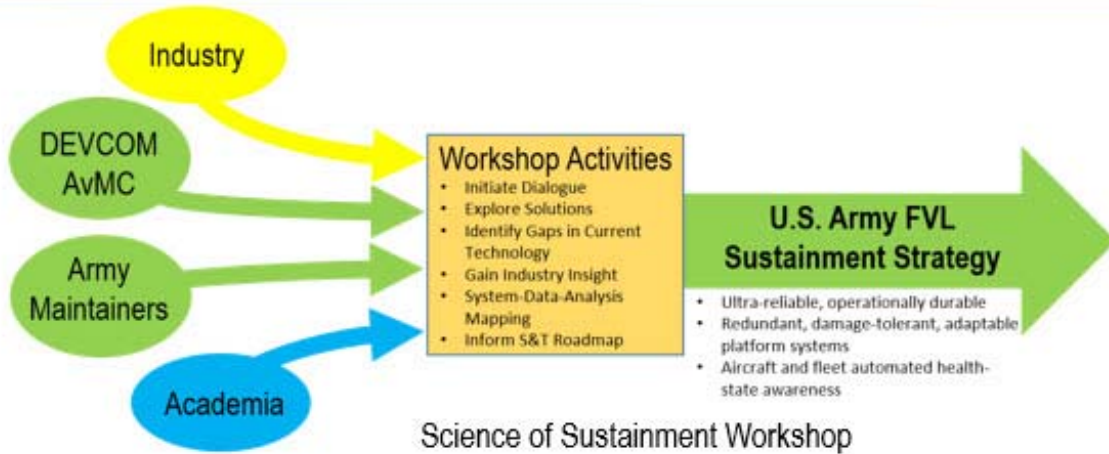 Industry
DEVCOM
AvMC
Army
Maintainers
Academia
Workshop Activities
• Initiate Dialogue
• Explore Solutions
• Identify Gaps in Current
Technology
• Gain Industry Insight
• System-Data-Analysis
Mapping
• Inform S&T Roadmap
U.S. Army FVL
Sustainment Strategy
• Ultra-reliable, operationally durable
• Redundant, damage-tolerant, adaptable
platform systems
• Aircraft and fleet automated health-
state awareness
Science of Sustainment Workshop